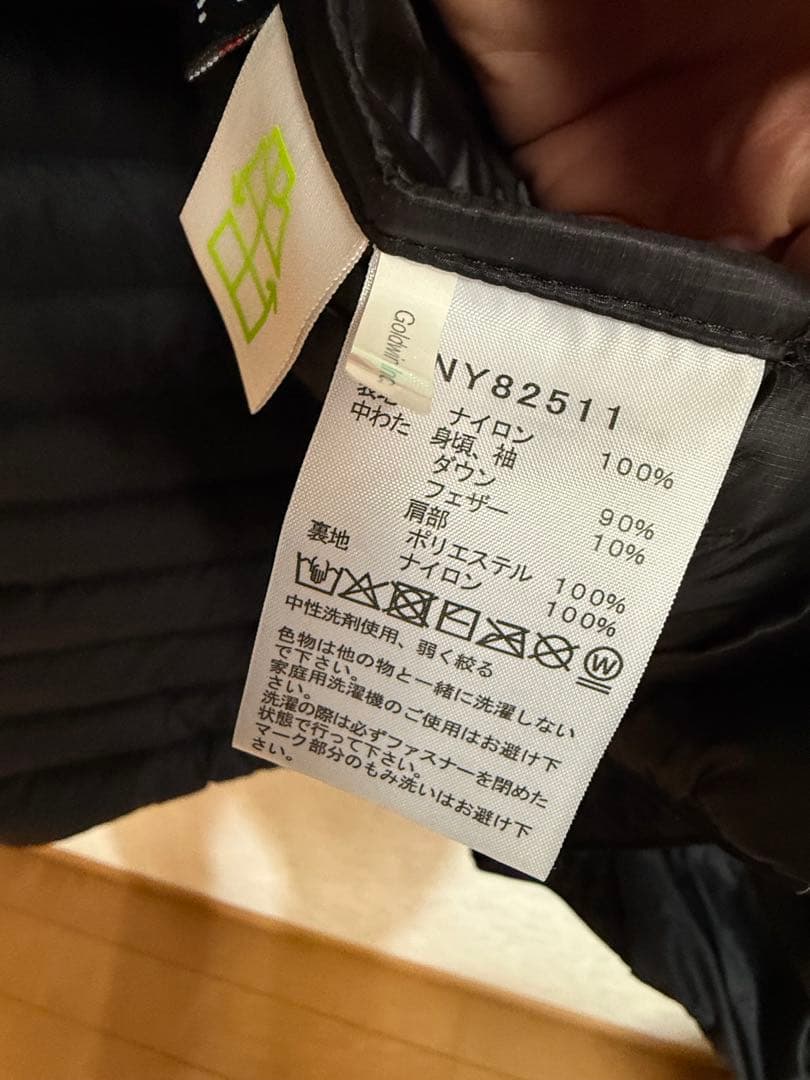 Goldwin inc.
NY82511
表地 ナイロン 100%
中わた 身頃、袖
ダウン 90%
フェザー 10%
肩部
ポリエステル 100%
裏地 ナイロン 100%
W
中性洗剤使用、弱く絞る
色物は他の物と一緒に洗濯しない
で下さい。
家庭用洗濯機のご使用はお避け下
さい。
洗濯の際は必ずファスナーを閉めた
状態で行って下さい。
マーク部分のもみ洗いはお避け下
さい。